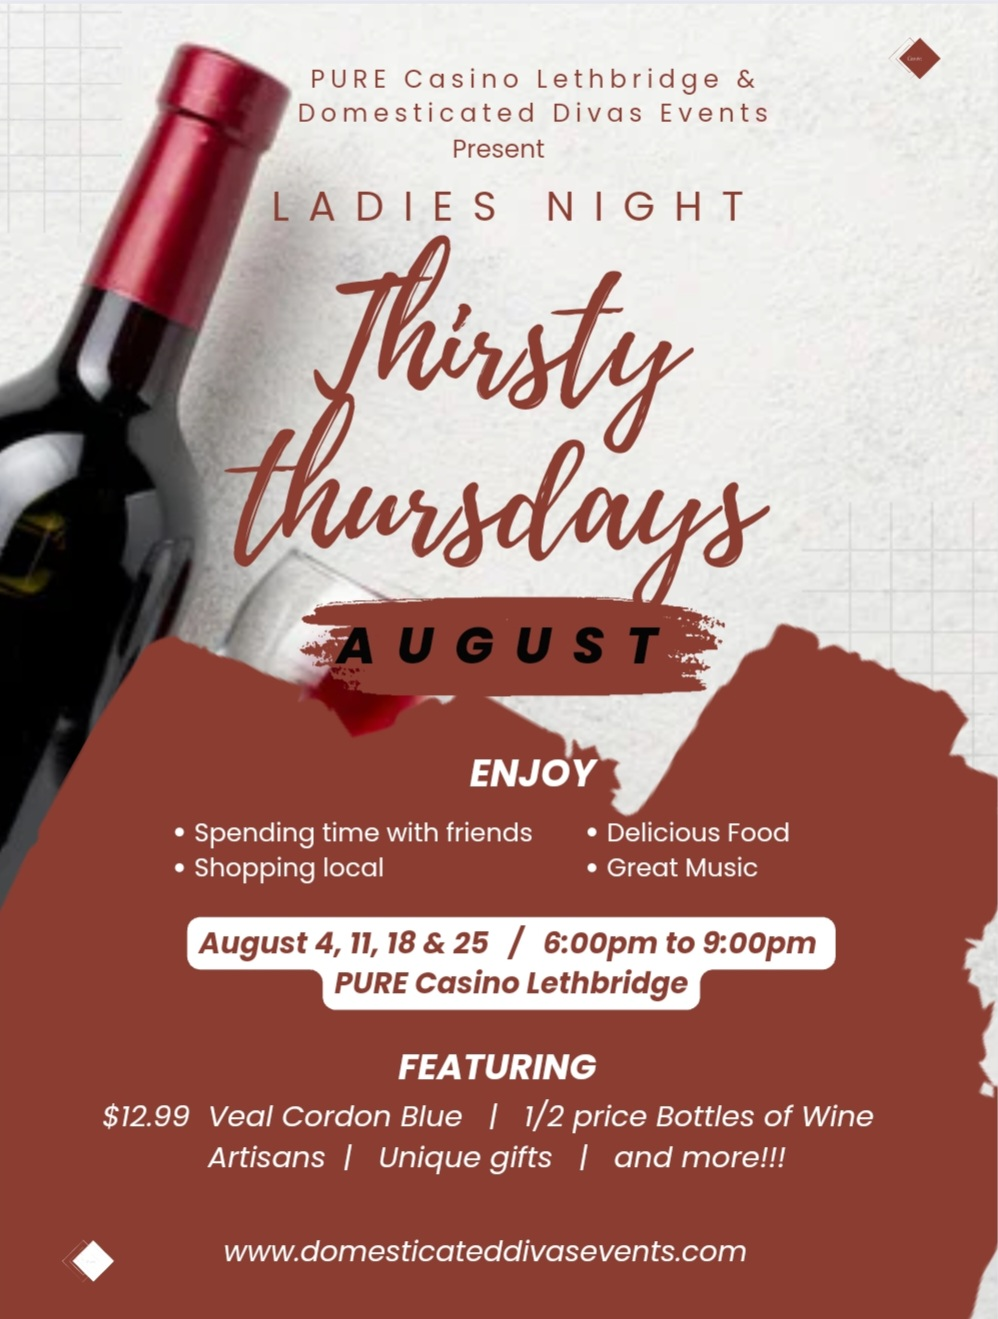 PURE Casino Lethbridge &
Domesticated Divas Events
Present
LADIES NIGHT
Thirsty
thursdays
AUGUST
ENJOY
• Spending time with friends
• Shopping local
• Delicious Food
• Great Music
August 4, 11, 18 & 25 / 6:00pm to 9:00pm
PURE Casino Lethbridge
FEATURING
$12.99 Veal Cordon Blue | 1/2 price Bottles of Wine
Artisans | Unique gifts | and more!!!
www.domesticateddivasevents.com